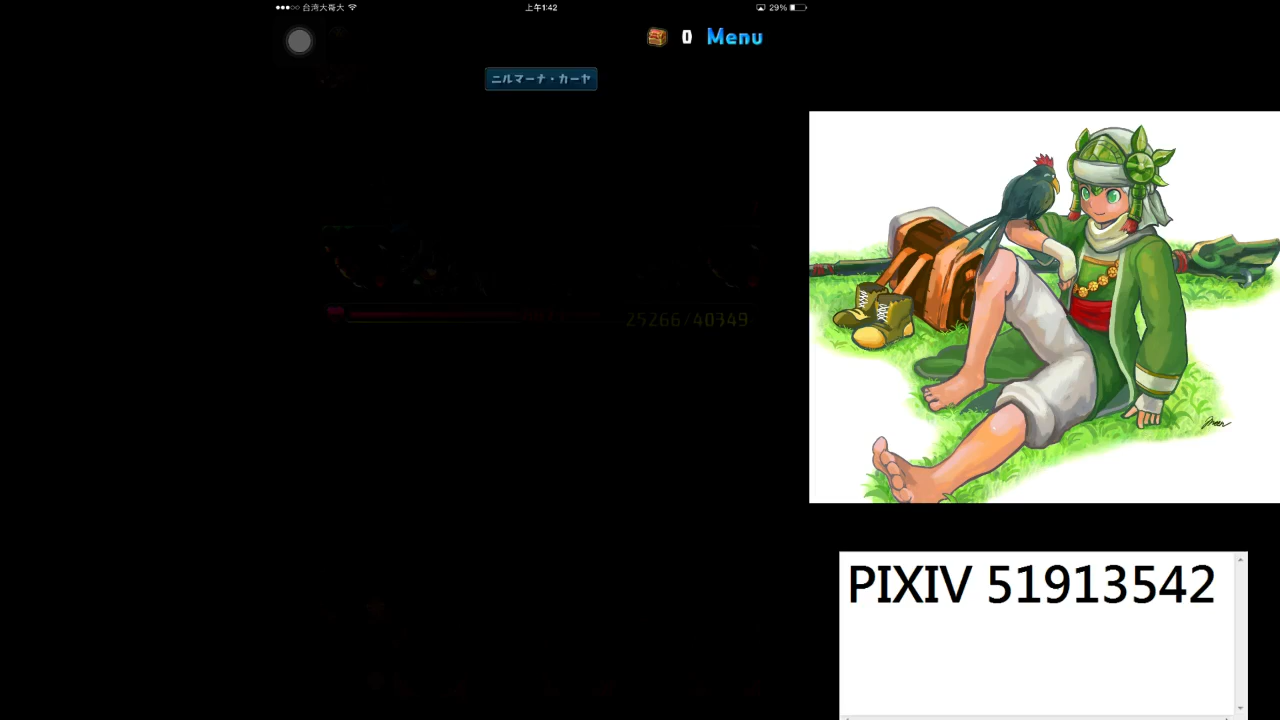 ●●●○○ 台湾大哥大
上午1:42
29%
0 Menu
ニルマーナ・カーヤ
25266/40349
PIXIV 51913542